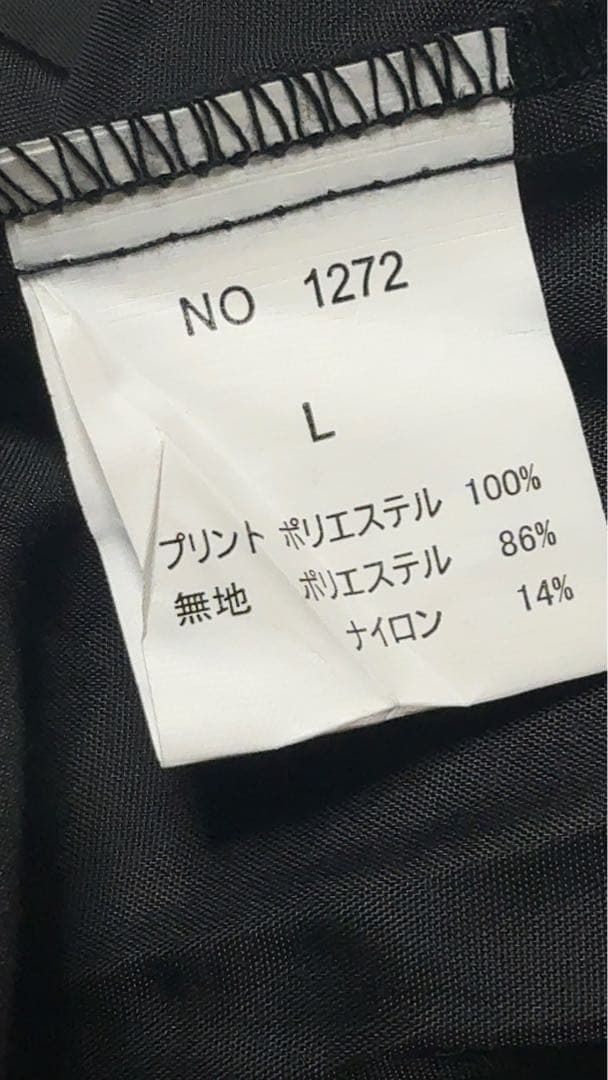 NO 1272
L
プリント ポリエステル 100%
無地 ポリエステル 86%
ナイロン 14%